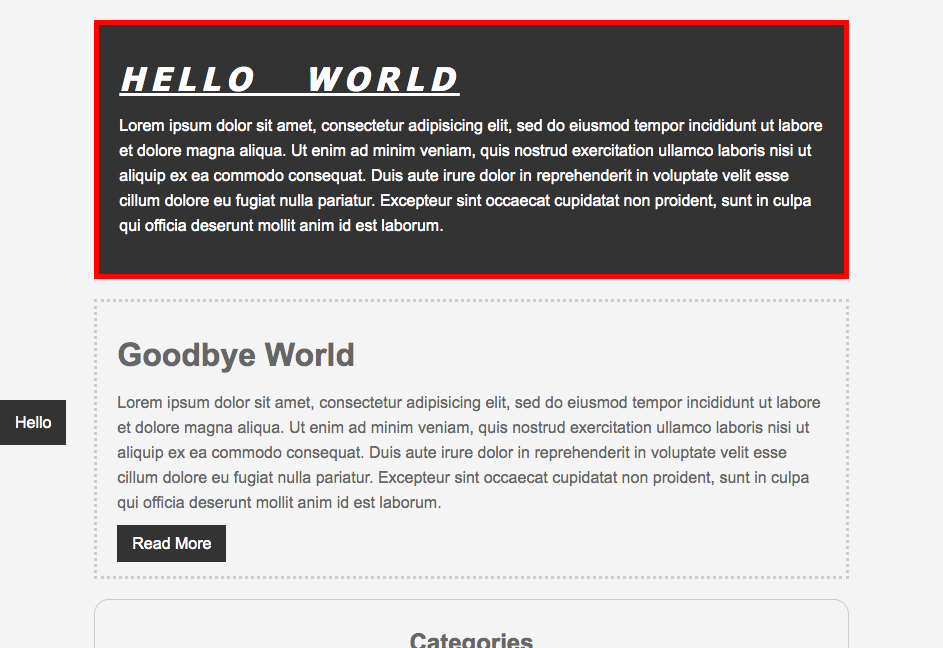 HELLO WORLD
Lorem ipsum dolor sit amet, consectetur adipisicing elit, sed do eiusmod tempor incididunt ut labore
et dolore magna aliqua. Ut enim ad minim veniam, quis nostrud exercitation ullamco laboris nisi ut
aliquip ex ea commodo consequat. Duis aute irure dolor in reprehenderit in voluptate velit esse
cillum dolore eu fugiat nulla pariatur. Excepteur sint occaecat cupidatat non proident, sunt in culpa
qui officia deserunt mollit anim id est laborum.
Goodbye World
Lorem ipsum dolor sit amet, consectetur adipisicing elit, sed do eiusmod tempor incididunt ut labore
et dolore magna aliqua. Ut enim ad minim veniam, quis nostrud exercitation ullamco laboris nisi ut
aliquip ex ea commodo consequat. Duis aute irure dolor in reprehenderit in voluptate velit esse
cillum dolore eu fugiat nulla pariatur. Excepteur sint occaecat cupidatat non proident, sunt in culpa
qui officia deserunt mollit anim id est laborum.
Hello
Read More
Categories